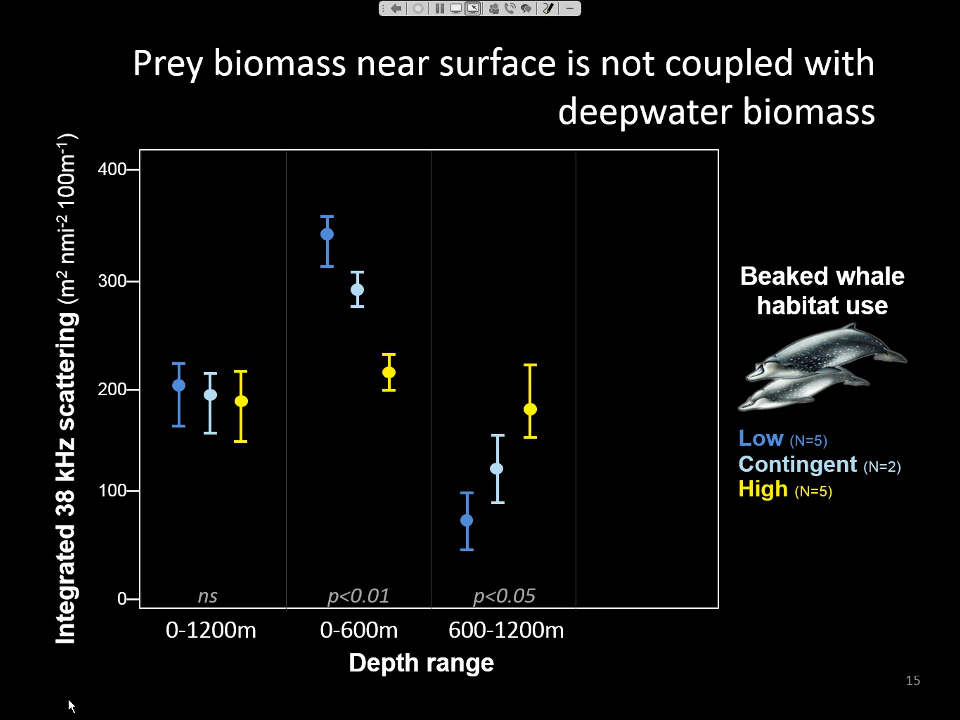 Prey biomass near surface is not coupled with
deepwater biomass
Integrated 38 kHz scattering (m² nmi⁻² 100m⁻¹)
400
300
200
100
0
ns
p<0.01
p<0.05
0-1200m
0-600m
600-1200m
Depth range
Beaked whale
habitat use
Low (N=5)
Contingent (N=2)
High (N=5)
15